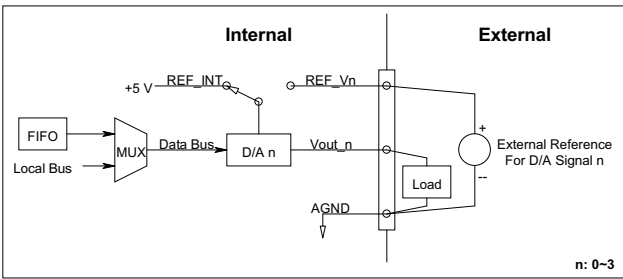 Internal
External
+5 V
REF_INT
REF_Vn
FIFO
MUX
Data Bus
D/A n
Vout_n
Local Bus
Load
AGND
+
External Reference
For D/A Signal n
--
n: 0~3